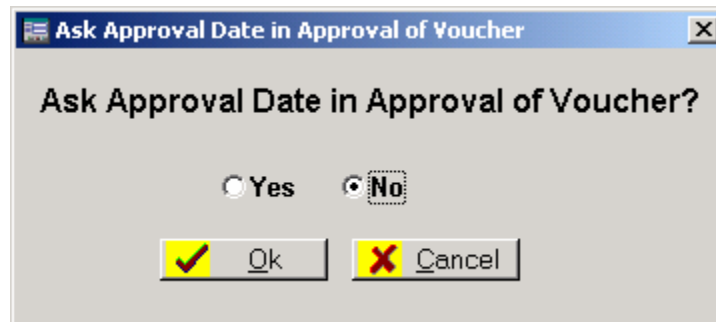 Ask Approval Date in Approval of Voucher
Ask Approval Date in Approval of Voucher?
Yes No
Ok Cancel